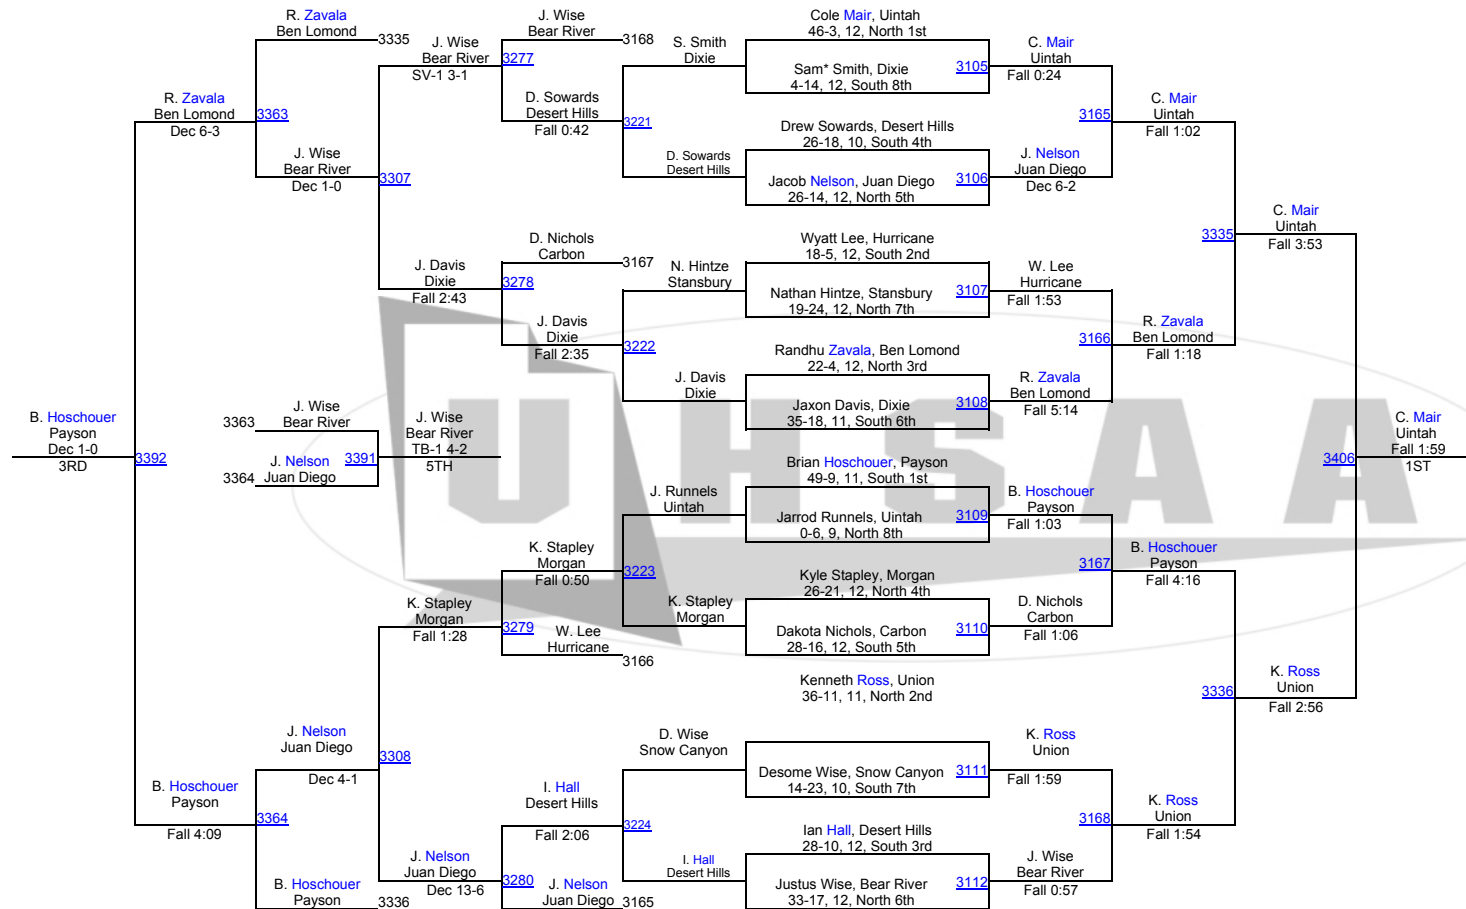 R. Zavala
Ben Lomond
3335
J. Wise
Bear River
SV-1 3-1
J. Wise
Bear River
3168
3277
D. Sowards
Desert Hills
Fall 0:42
S. Smith
Dixie
3221
D. Sowards
Desert Hills
R. Zavala
Ben Lomond
Dec 6-3
3363
J. Wise
Bear River
Dec 1-0
3307
Cole Mair, Uintah
46-3, 12, North 1st
Sam* Smith, Dixie
4-14, 12, South 8th
3105
C. Mair
Uintah
Fall 0:24
Drew Sowards, Desert Hills
26-18, 10, South 4th
Jacob Nelson, Juan Diego
26-14, 12, North 5th
3106
J. Nelson
Juan Diego
Dec 6-2
3165
C. Mair
Uintah
Fall 1:02
J. Davis
Dixie
Fall 2:43
D. Nichols
Carbon
3167
3278
J. Davis
Dixie
Fall 2:35
N. Hintze
Stansbury
3222
J. Davis
Dixie
Wyatt Lee, Hurricane
18-5, 12, South 2nd
Nathan Hintze, Stansbury
19-24, 12, North 7th
3107
W. Lee
Hurricane
Fall 1:53
Randhu Zavala, Ben Lomond
22-4, 12, North 3rd
Jaxon Davis, Dixie
35-18, 11, South 6th
3108
R. Zavala
Ben Lomond
Fall 5:14
3166
R. Zavala
Ben Lomond
Fall 1:18
3335
C. Mair
Uintah
Fall 3:53
B. Hoschouer
Payson
Dec 1-0
3RD
3392
3363
J. Wise
Bear River
3364
J. Nelson
Juan Diego
3391
J. Wise
Bear River
TB-1 4-2
5TH
UHSAA
3406
C. Mair
Uintah
Fall 1:59
1ST
Brian Hoschouer, Payson
49-9, 11, South 1st
Jarrod Runnels, Uintah
0-6, 9, North 8th
3109
B. Hoschouer
Payson
Fall 1:03
J. Runnels
Uintah
K. Stapley
Morgan
Fall 0:50
3223
K. Stapley
Morgan
K. Stapley
Morgan
Fall 1:28
3279
W. Lee
Hurricane
3166
Kyle Stapley, Morgan
26-21, 12, North 4th
Dakota Nichols, Carbon
28-16, 12, South 5th
3110
D. Nichols
Carbon
Fall 1:06
3167
B. Hoschouer
Payson
Fall 4:16
Kenneth Ross, Union
36-11, 11, North 2nd
Desome Wise, Snow Canyon
14-23, 10, South 7th
3111
K. Ross
Union
Fall 1:59
3336
K. Ross
Union
Fall 2:56
J. Nelson
Juan Diego
Dec 4-1
3308
D. Wise
Snow Canyon
I. Hall
Desert Hills
Fall 2:06
3224
I. Hall
Desert Hills
B. Hoschouer
Payson
Fall 4:09
3364
B. Hoschouer
Payson
3336
J. Nelson
Juan Diego
Dec 13-6
3280
J. Nelson
Juan Diego
3165
Ian Hall, Desert Hills
28-10, 12, South 3rd
Justus Wise, Bear River
33-17, 12, North 6th
3112
J. Wise
Bear River
Fall 0:57
3168
K. Ross
Union
Fall 1:54